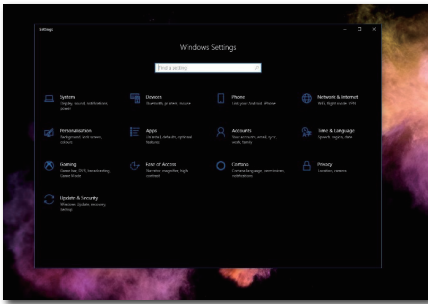 Settings
Windows Settings
Find a setting
System
Display, sound, notifications,
power
Devices
Bluetooth, printers, mouse
Phone
Link your Android, iPhone
Network & Internet
Wi-Fi, flight mode, VPN
Personalisation
Background, lock screen,
colours
Apps
Uninstall, defaults, optional
features
Accounts
Your accounts, email, sync,
work, family
Time & Language
Speech, region, date
Gaming
Game bar, DVR, broadcasting,
Game Mode
Ease of Access
Narrator, magnifier, high
contrast
Cortana
Cortana language, permissions,
notifications
Privacy
Location, camera
Update & Security
Windows Update, recovery,
backup